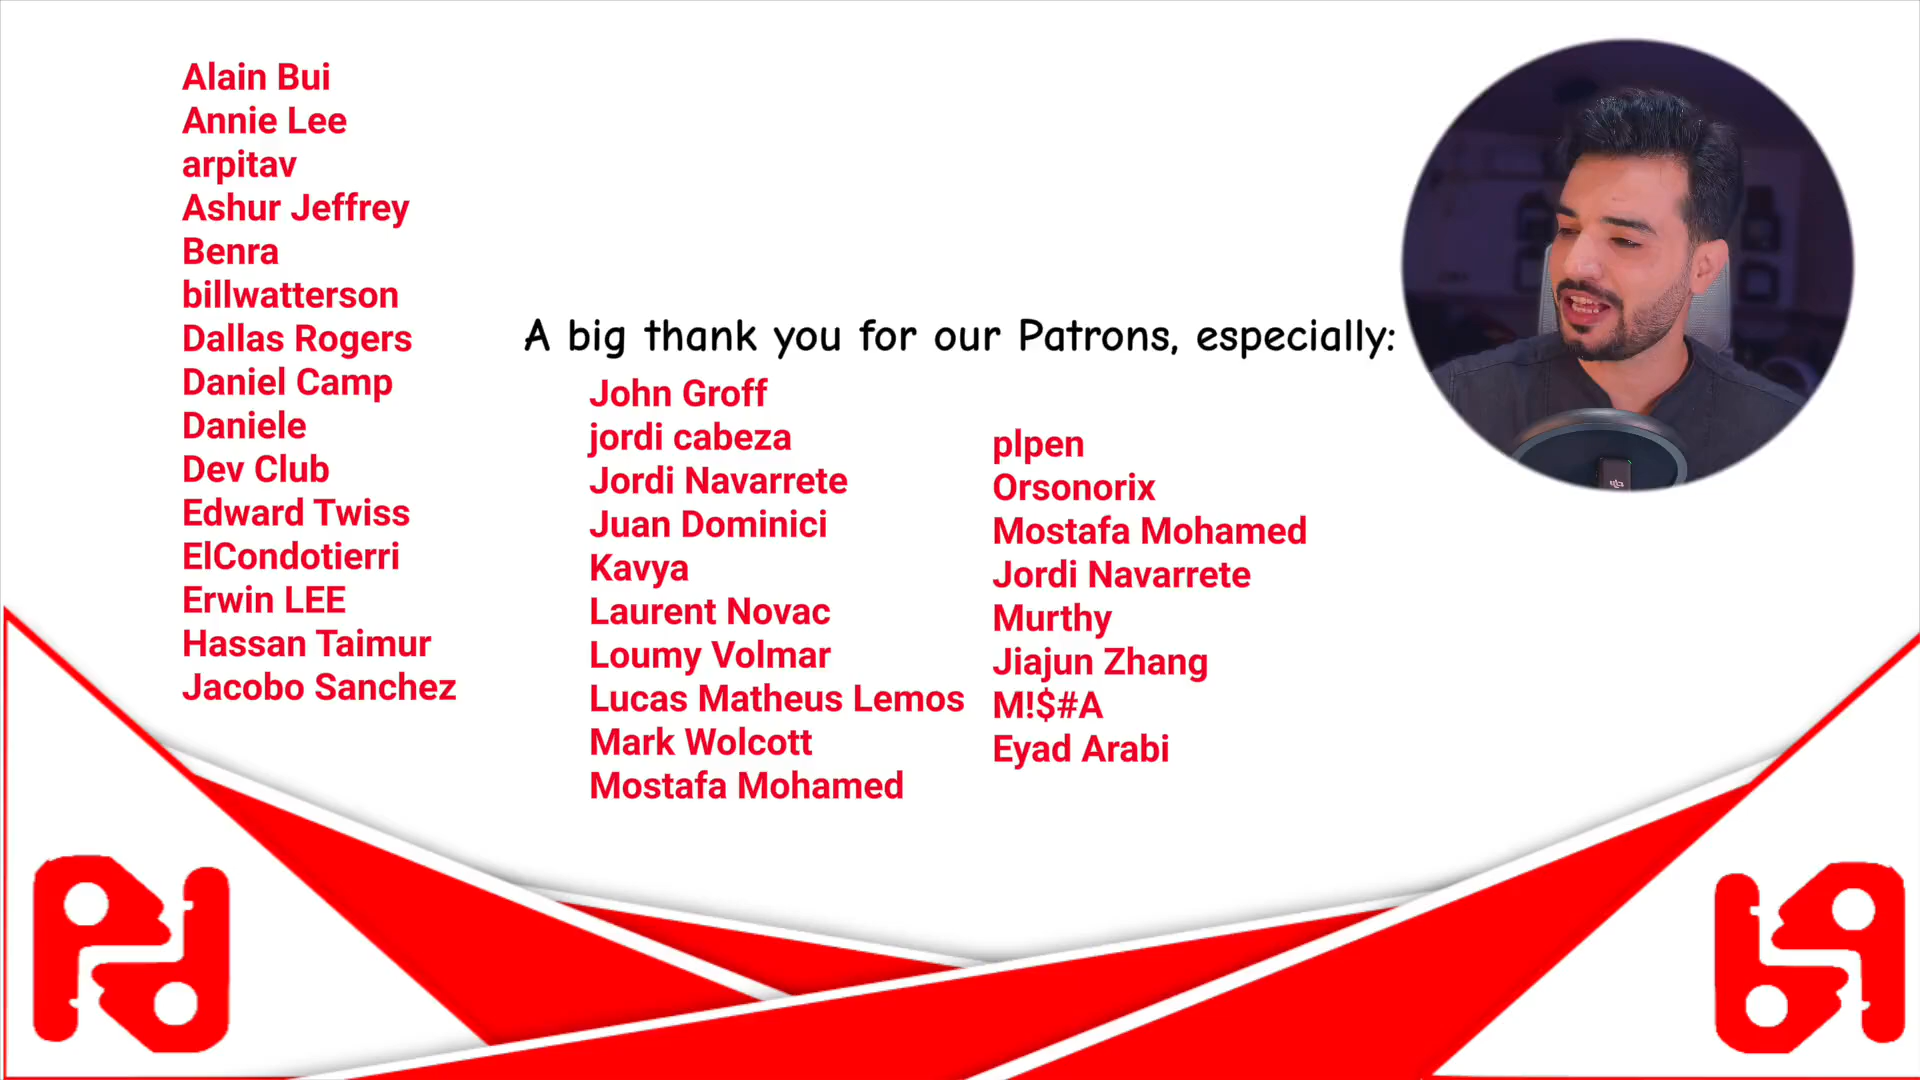 Alain Bui
Annie Lee
arpitav
Ashur Jeffrey
Benra
billwatterson
Dallas Rogers
Daniel Camp
Daniele
Dev Club
Edward Twiss
ElCondotierri
Erwin LEE
Hassan Taimur
Jacobo Sanchez
A big thank you for our Patrons, especially:
John Groff
jordi cabeza
Jordi Navarrete
Juan Dominici
Kavya
Laurent Novac
Loumy Volmar
Lucas Matheus Lemos
Mark Wolcott
Mostafa Mohamed
plpen
Orsonorix
Mostafa Mohamed
Jordi Navarrete
Murthy
Jiajun Zhang
M!$#A
Eyad Arabi